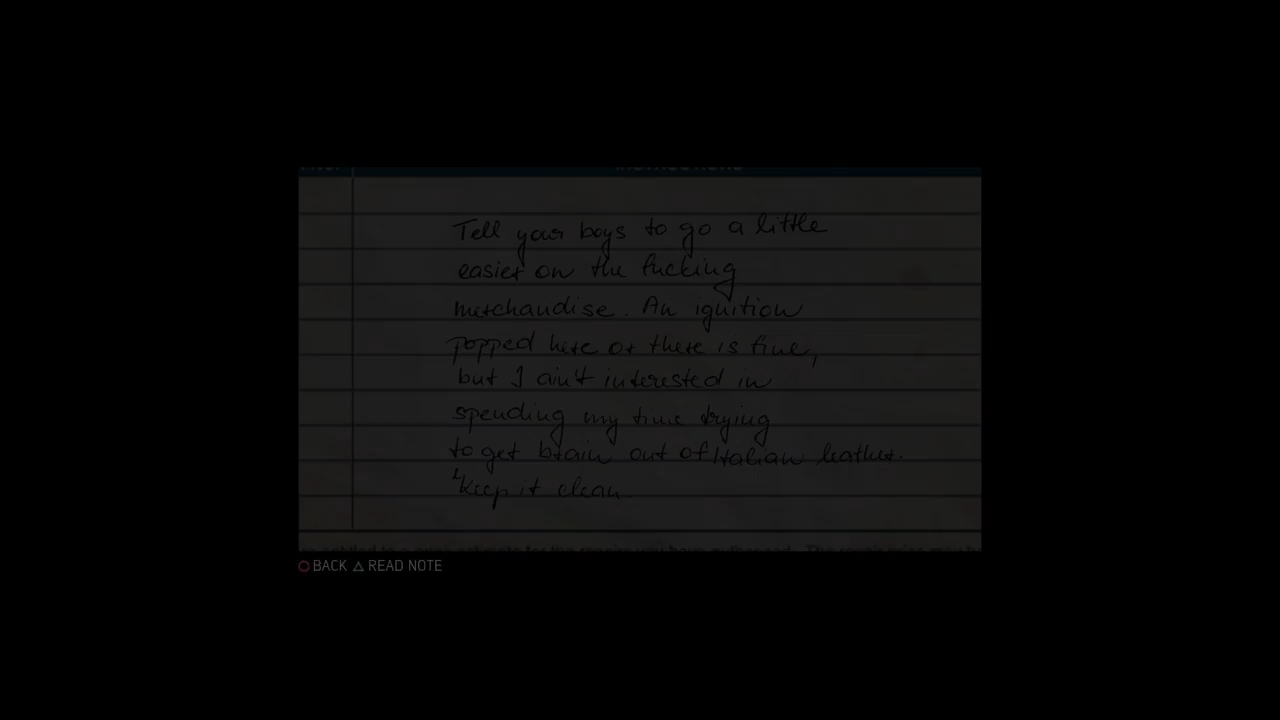 INSTRUCTIONS
Tell your boys to go a little
easier on the fucking
merchandise. An ignition
popped here or there is fine,
but I ain't interested in
spending my time trying
to get brain out of Italian leather.
Keep it clean.
BACK READ NOTE